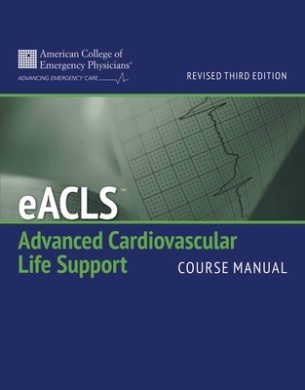 American College of
Emergency Physicians®
ADVANCING EMERGENCY CARE
REVISED THIRD EDITION
eACLS™
Advanced Cardiovascular
Life Support
COURSE MANUAL